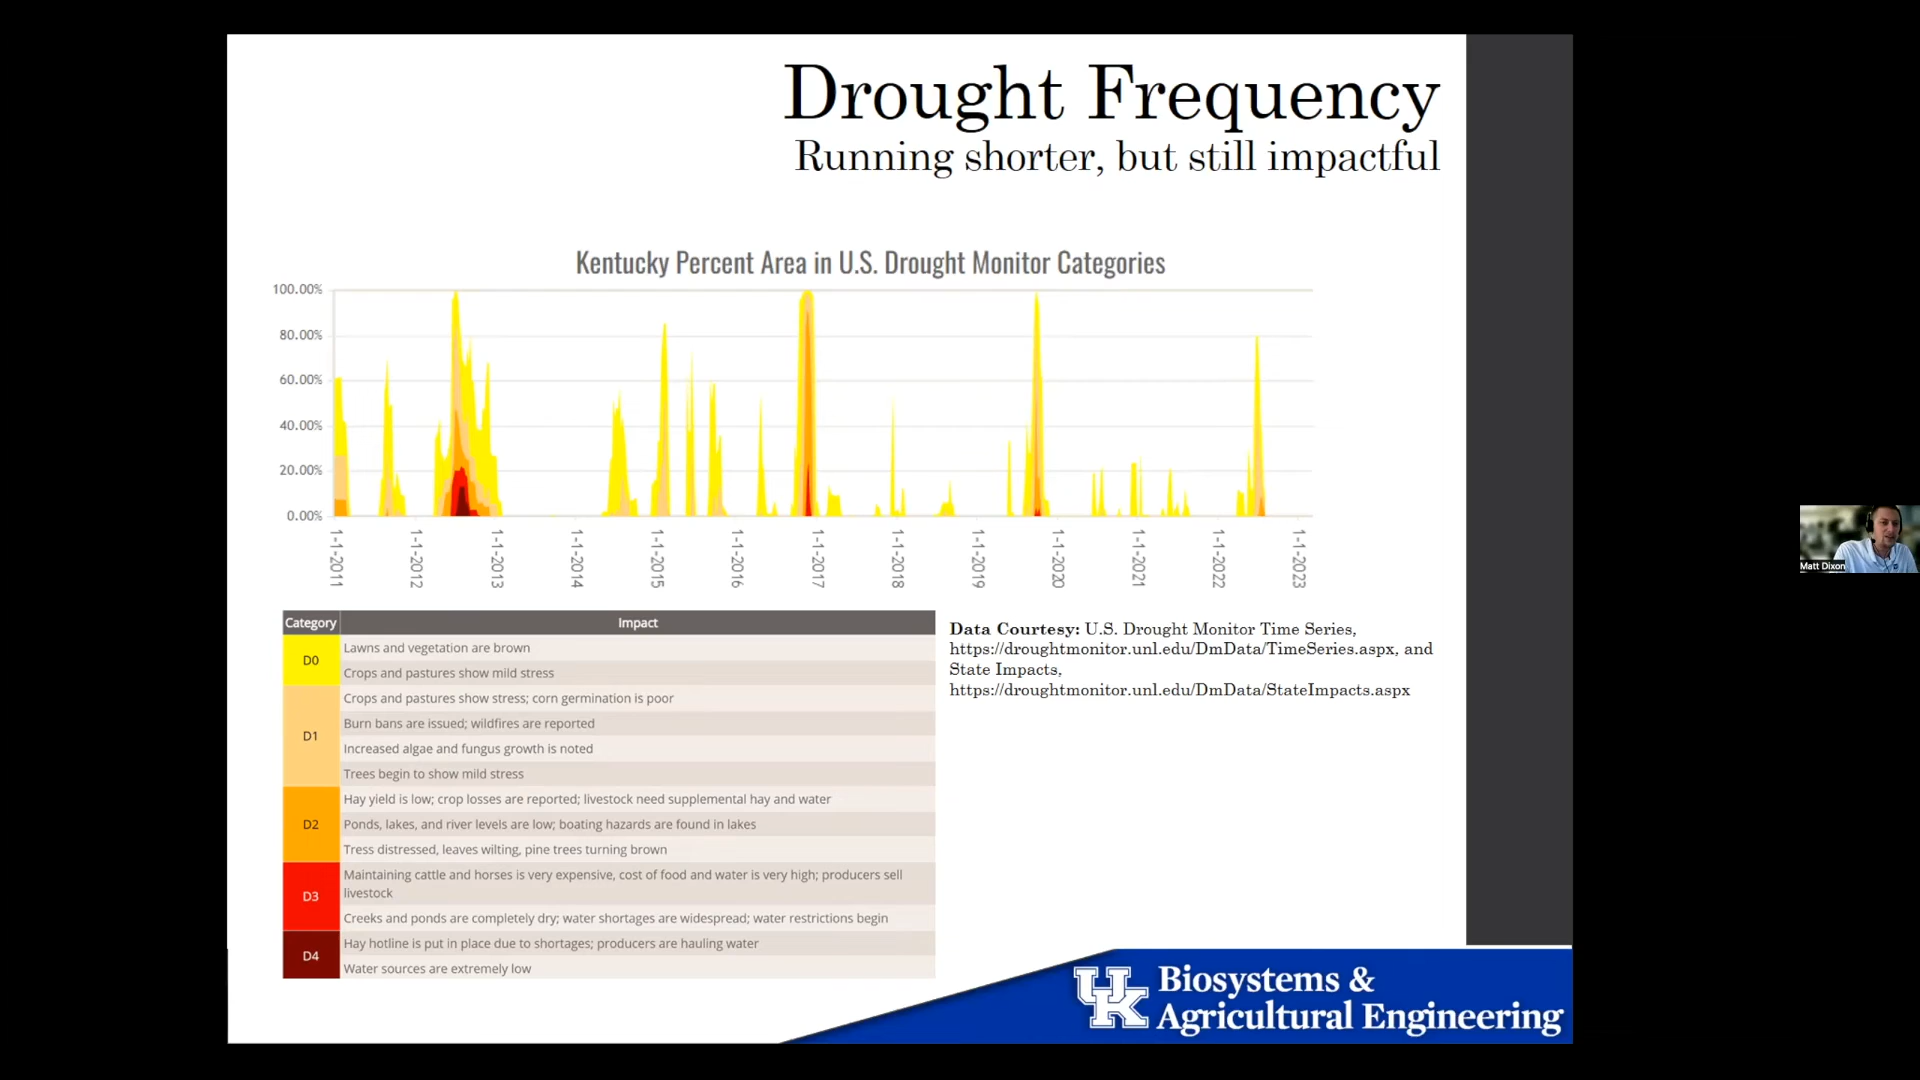 Drought Frequency
Running shorter, but still impactful
Kentucky Percent Area in U.S. Drought Monitor Categories
100.00%
80.00%
60.00%
40.00%
20.00%
0.00%
1-1-2011
1-1-2012
1-1-2013
1-1-2014
1-1-2015
1-1-2016
1-1-2017
1-1-2018
1-1-2019
1-1-2020
1-1-2021
1-1-2022
1-1-2023
Category Impact
D0
Lawns and vegetation are brown
Crops and pastures show mild stress
D1
Crops and pastures show stress; corn germination is poor
Burn bans are issued; wildfires are reported
Increased algae and fungus growth is noted
Trees begin to show mild stress
D2
Hay yield is low; crop losses are reported; livestock need supplemental hay and water
Ponds, lakes, and river levels are low; boating hazards are found in lakes
Tress distressed, leaves wilting, pine trees turning brown
D3
Maintaining cattle and horses is very expensive, cost of food and water is very high; producers sell
livestock
Creeks and ponds are completely dry; water shortages are widespread; water restrictions begin
D4
Hay hotline is put in place due to shortages; producers are hauling water
Water sources are extremely low
Data Courtesy: U.S. Drought Monitor Time Series,
https://droughtmonitor.unl.edu/DmData/TimeSeries.aspx, and
State Impacts,
https://droughtmonitor.unl.edu/DmData/StateImpacts.aspx
UK
Biosystems &
Agricultural Engineering
Matt Dixon